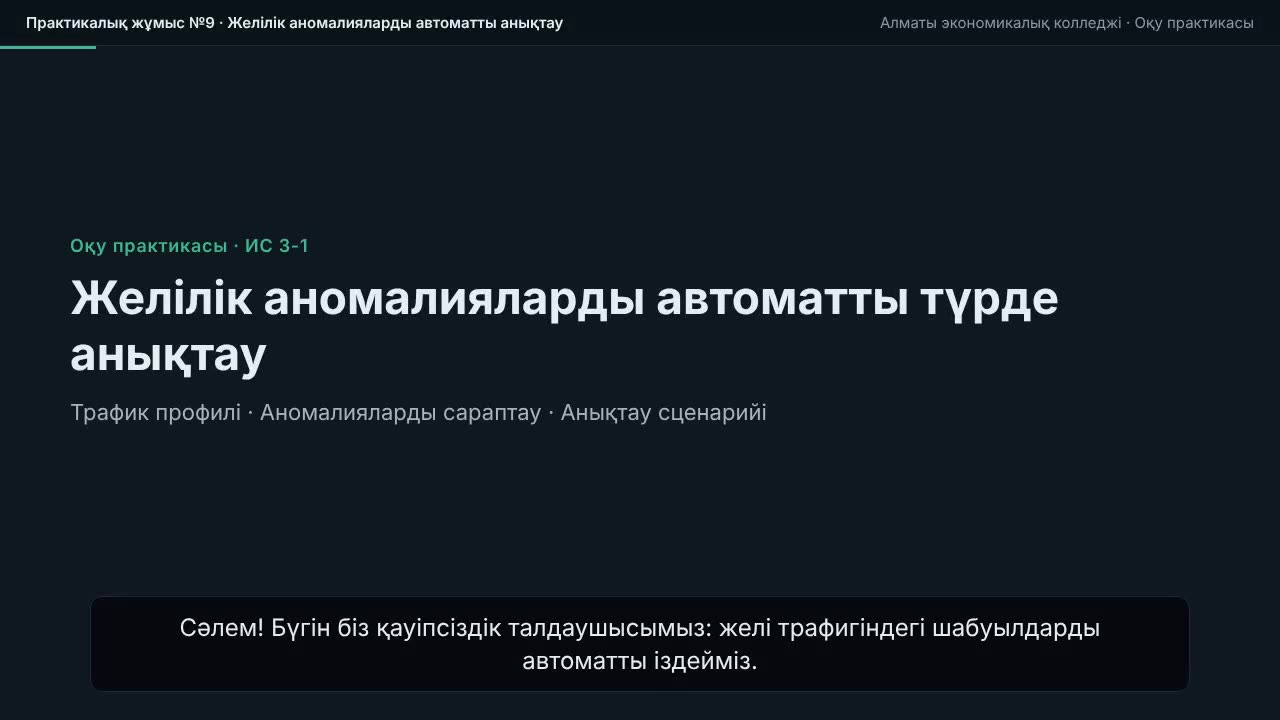 Практикалық жұмыс №9 · Желілік аномалияларды автоматты анықтау
Алматы экономикалық колледжі · Оқу практикасы
Оқу практикасы · ИС 3-1
Желілік аномалияларды автоматты түрде
анықтау
Трафик профилі · Аномалияларды сараптау · Анықтау сценарийі
Сәлем! Бүгін біз қауіпсіздік талдаушысымыз: желі трафигіндегі шабуылдарды
автоматты іздейміз.